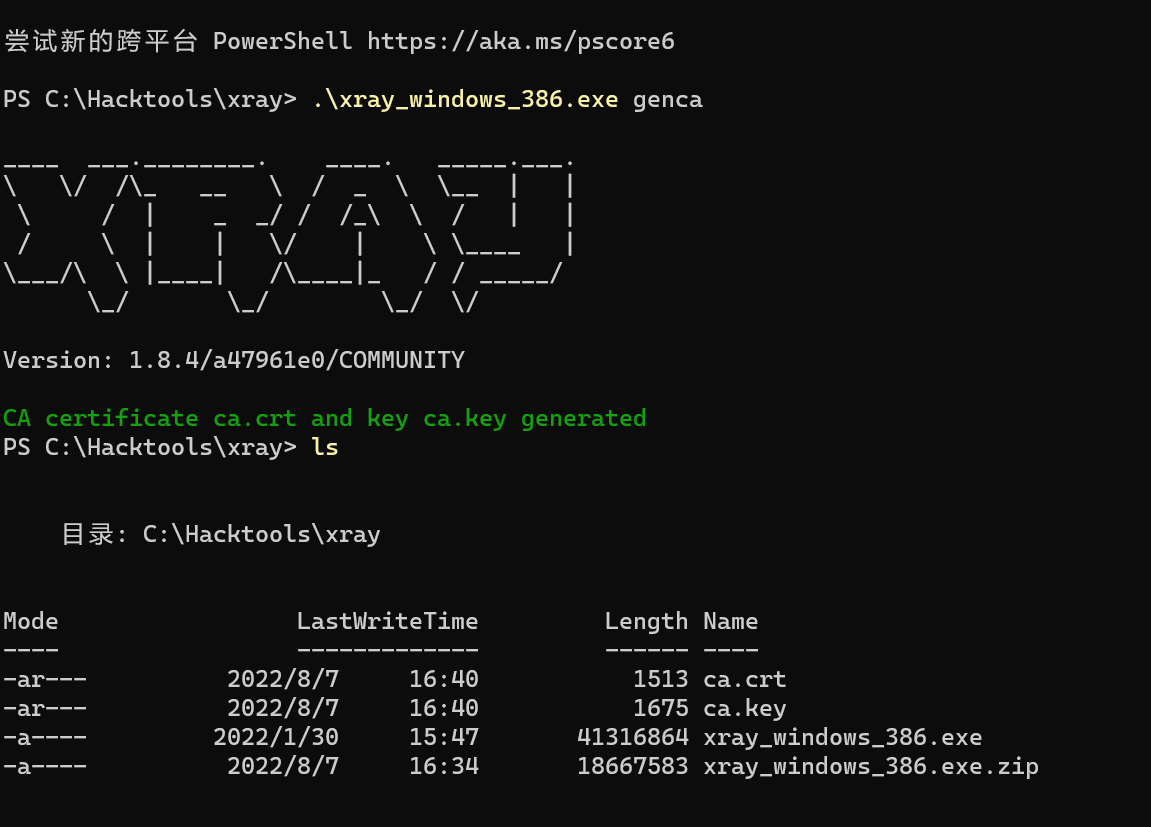 尝试新的跨平台 PowerShell https://aka.ms/pscore6
PS C:\Hacktools\xray> .\xray_windows_386.exe genca
____  ___.________.    ____.   _____.___.
\   \/  /\_   __   \  /  _  \  \__  |   |
 \     /  |    _  _/ /  /_\  \  /   |   |
 /     \  |    |   \/    |    \ \____   |
\___/\  \ |____|   /\____|_   / / _____/
      \_/       \_/        \_/  \/
Version: 1.8.4/a47961e0/COMMUNITY
CA certificate ca.crt and key ca.key generated
PS C:\Hacktools\xray> ls
目录: C:\Hacktools\xray
Mode                 LastWriteTime         Length Name
----                 -------------         ------ ----
-ar---          2022/8/7     16:40           1513 ca.crt
-ar---          2022/8/7     16:40           1675 ca.key
-a----         2022/1/30     15:47       41316864 xray_windows_386.exe
-a----          2022/8/7     16:34       18667583 xray_windows_386.exe.zip